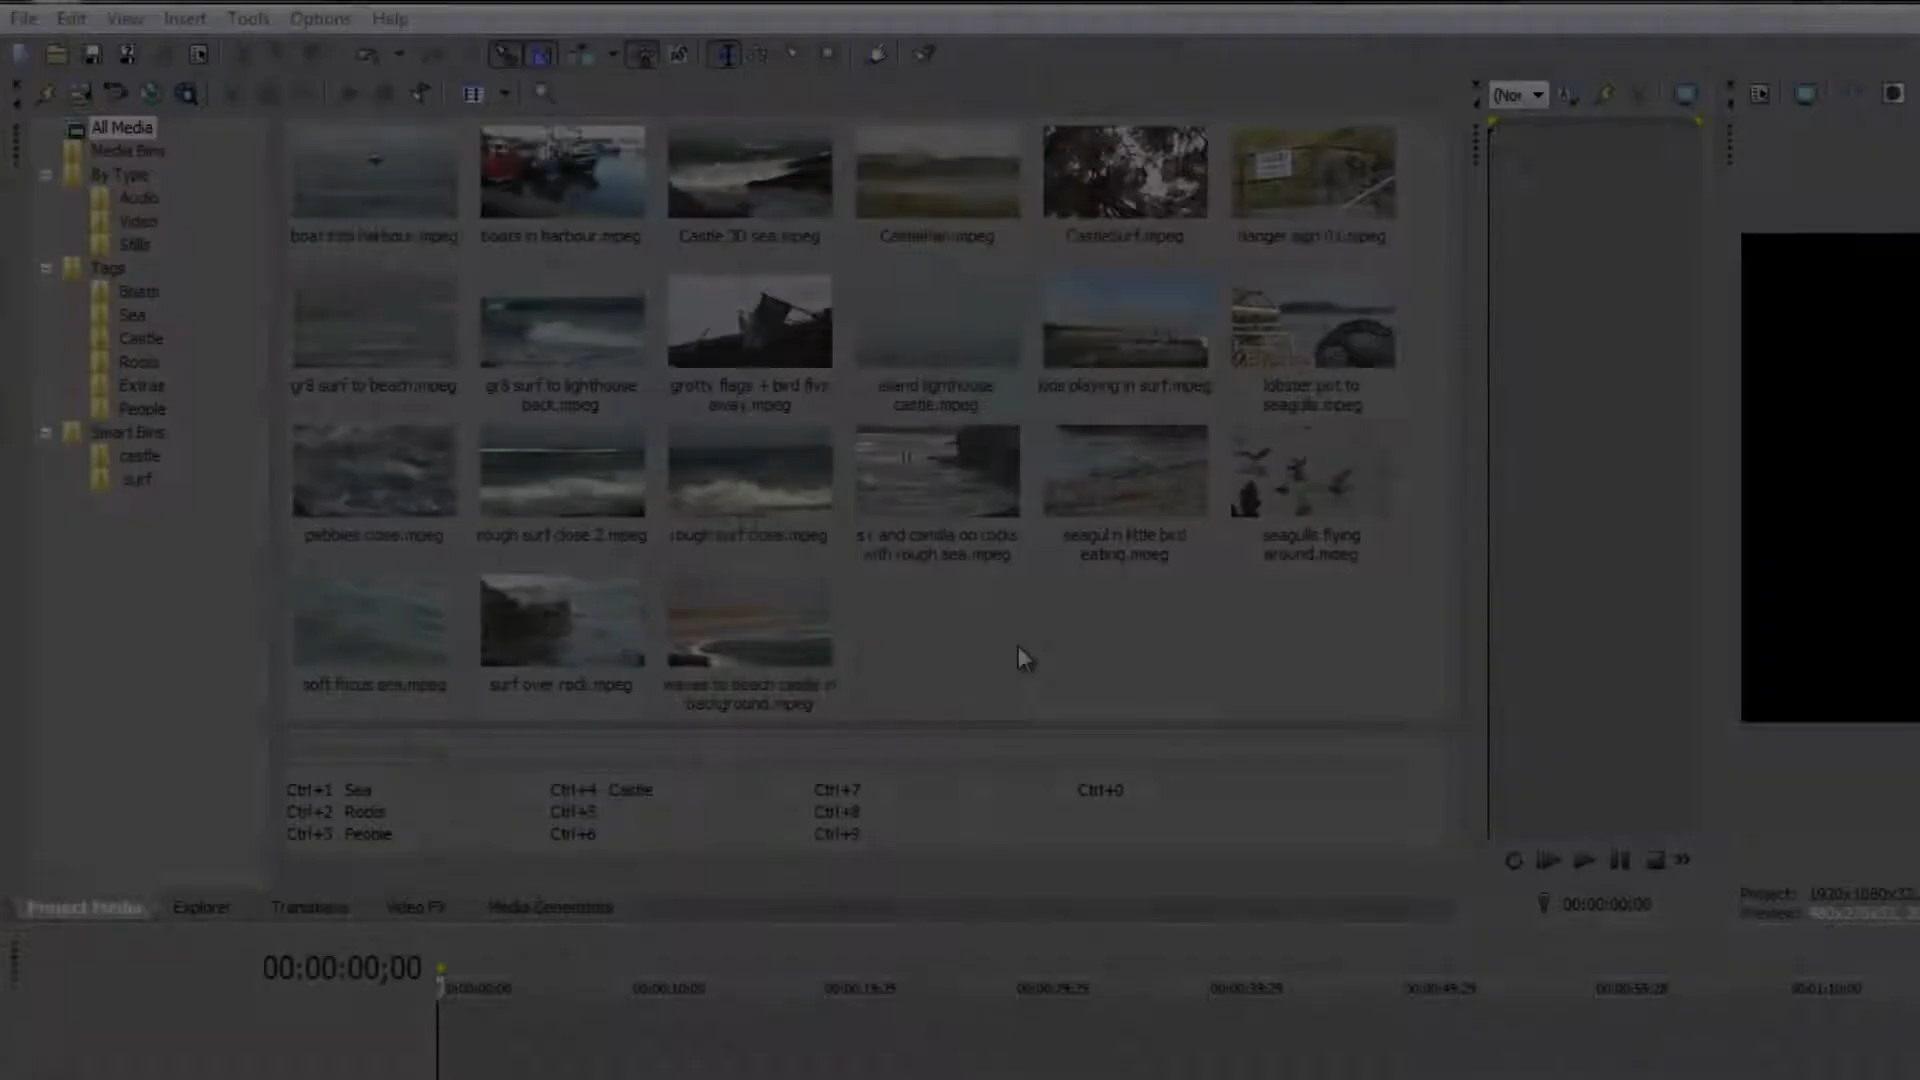 File Edit View Insert Tools Options Help
(Nor
All Media
Media Bins
By Type
Audio
Video
Stills
Tags
Boats
Sea
Castle
Rocks
Extras
People
Smart Bins
castle
surf
boat into harbour.mpeg
boats in harbour.mpeg
Castle 3D sea.mpeg
CastleSurf.mpeg
danger sign 01.mpeg
gr8 surf to beach.mpeg
gr8 surf to lighthouse
back.mpeg
grotty flags + bird flys
away.mpeg
island lighthouse
castle.mpeg
kids playing in surf.mpeg
lobster pot to
seagulls.mpeg
pebbles close.mpeg
rough surf close 2.mpeg
rough surf close.mpeg
and camilla on rocks
with rough sea.mpeg
seagul n little bird
eating.mpeg
seagulls flying
around.mpeg
soft focus sea.mpeg
surf over rock.mpeg
waves to beach castle in
background.mpeg
Ctrl+1 Sea
Ctrl+2 Rocks
Ctrl+3 People
Ctrl+4 Castle
Ctrl+5
Ctrl+6
Ctrl+7
Ctrl+8
Ctrl+9
Ctrl+0
Project Media Explorer Transitions Video FX Media Generators
00:00:00;00
Project: 1920x1080x32,
Preview: 
00:00:00;00
00:00:00;00 00:00:10;00 00:00:19;29 00:00:29;29 00:00:39;29 00:00:49;29 00:00:59;28 00:01:10;00